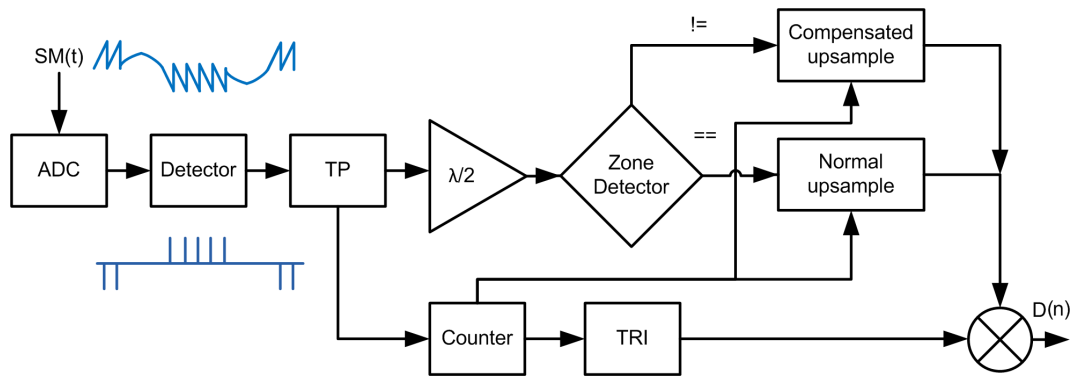 SM(t)
!=
Compensated
upsample
==
ADC
Detector
TP
λ/2
Zone
Detector
Normal
upsample
Counter
TRI
D(n)